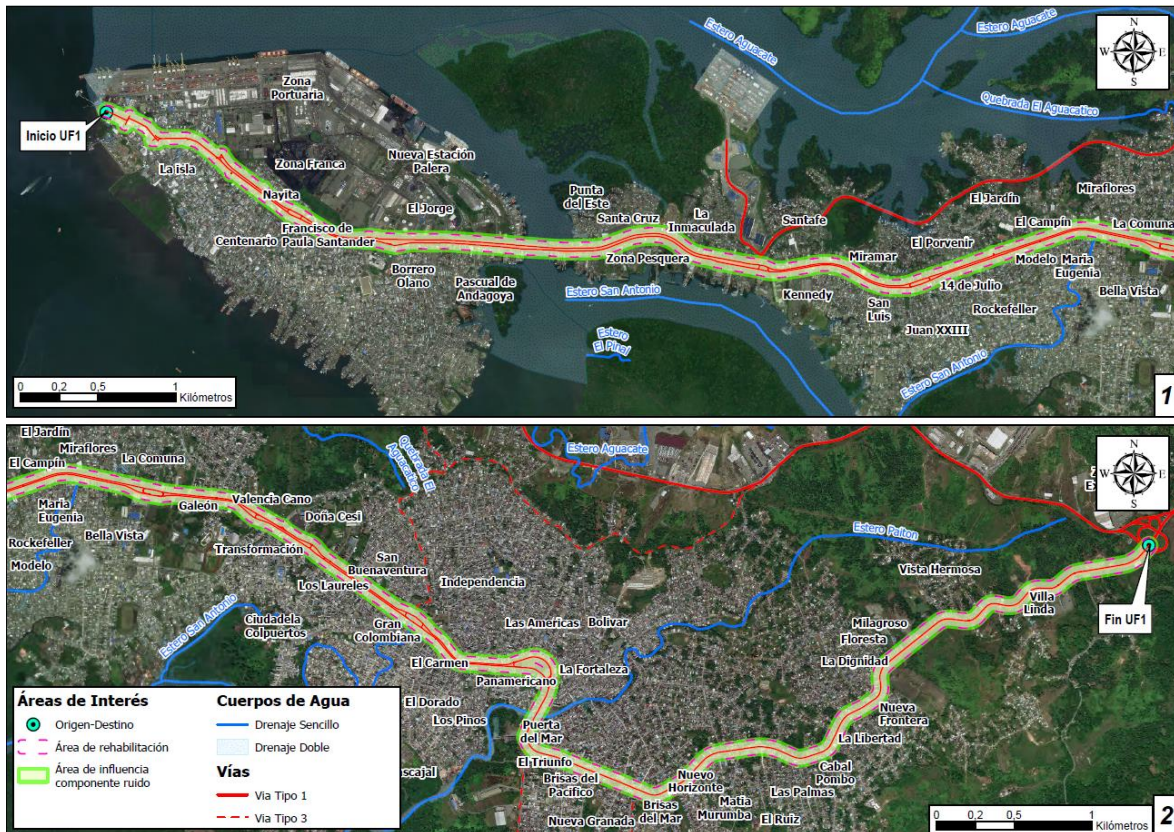 Estero Aguacate
Estero Aguacate
Quebrada El Aguacatico
N
W
E
S
Inicio UF1
Zona
Portuaria
La isla
Zona Franca
Nueva Estación
Palera
Nayita
El Jorge
Centenario
Francisco de
Paula Santander
Borrero
Olano
Pascual de
Andagoya
Punta
del Este
Santa Cruz
La
Inmaculada
Zona Pesquera
Santafe
Miramar
Kennedy
San
Luis
Juan XXIII
El Porvenir
El Jardín
14 de Julio
Rockefeller
El Campín
Modelo
Maria
Eugenia
Miraflores
La Comuna
Bella Vista
Estero San Antonio
Estero
El Piñal
Estero San Antonio
0 0,2 0,5 1
Kilómetros
1
El Jardín
Miraflores
La Comuna
El Campín
Maria
Eugenia
Rockefeller
Modelo
Bella Vista
Galeón
Valencia Cano
Transformación
Doña Cesi
Quebrada El
Aguacatico
Estero Aguacate
San
Buenaventura
Los Laureles
Independencia
Estero San Antonio
Ciudadela
Colpuertos
Gran
Colombiana
Las Américas
Bolivar
El Carmen
Panamericano
La Fortaleza
El Dorado
Los Pinos
Puerta
del Mar
El Triunfo
Brisas del
Pacifico
Nueva Granada
Brisas
del Mar
Nuevo
Horizonte
Matia
Murumba
El Ruiz
Las Palmas
Cabal
Pombo
La Libertad
Nueva
Frontera
La Dignidad
Floresta
Milagroso
Vista Hermosa
Villa
Linda
Estero Pailon
N
W
E
S
Fin UF1
Áreas de Interés
Origen-Destino
Área de rehabilitación
Área de influencia
componente ruido
Cuerpos de Agua
Drenaje Sencillo
Drenaje Doble
Vías
Via Tipo 1
Via Tipo 3
0 0,2 0,5 1
Kilómetros
2